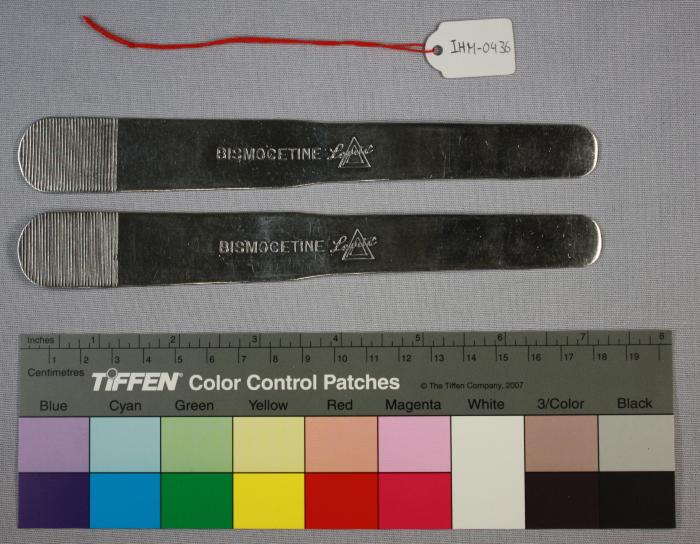 IHM-0436
BISMOCETINE
BISMOCETINE
Inches 1 2 3 4 5 6 7 8
1 2 3 4 5 6 7 8 9 10 11 12 13 14 15 16 17 18 19
Centimetres
TIFFEN® Color Control Patches © The Tiffen Company, 2007
Blue Cyan Green Yellow Red Magenta White 3/Color Black